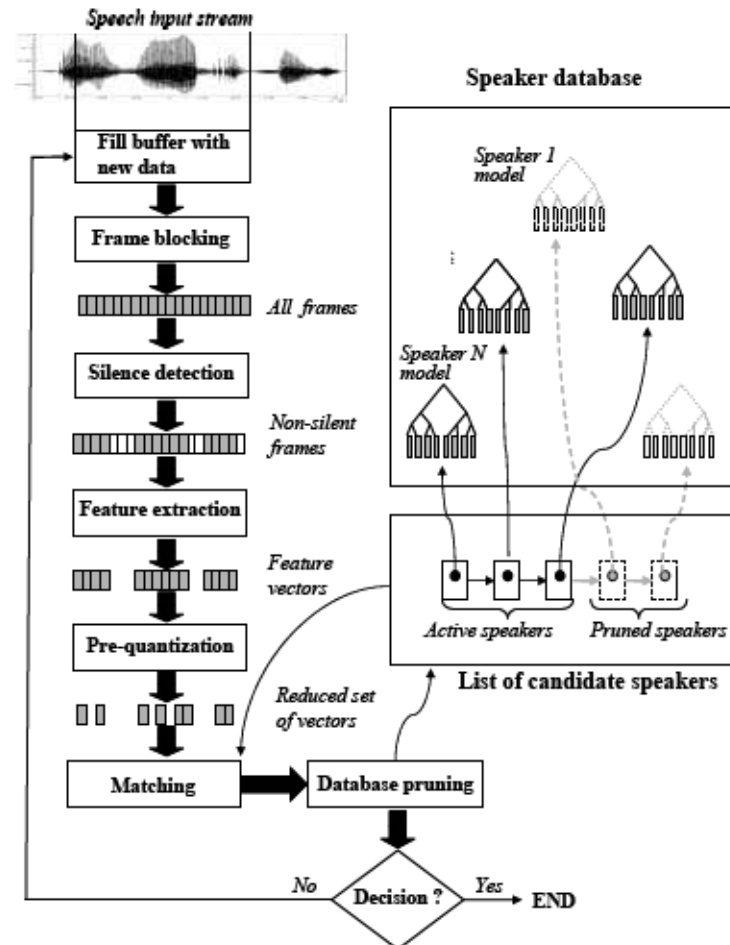 Speech input stream
Fill buffer with
new data
Frame blocking
All frames
Silence detection
Non-silent
frames
Feature extraction
Feature
vectors
Pre-quantization
Reduced set
of vectors
Matching
Database pruning
No
Decision ?
Yes
END
Speaker database
Speaker 1
model
...
Speaker N
model
Active speakers
Pruned speakers
List of candidate speakers